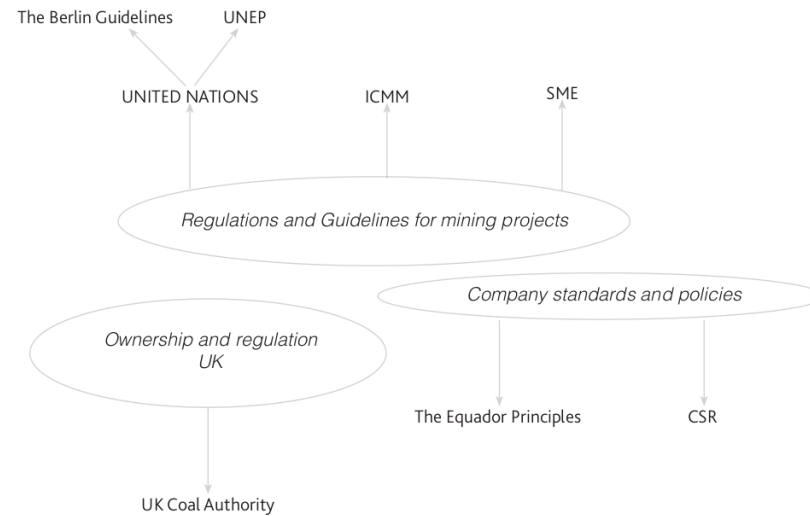 The Berlin Guidelines
UNEP
UNITED NATIONS
ICMM
SME
Regulations and Guidelines for mining projects
Company standards and policies
Ownership and regulation
UK
The Equador Principles
CSR
UK Coal Authority